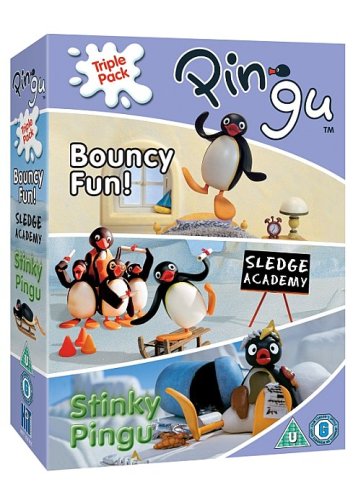 Triple
Pack
Pingu
TM
Bouncy
Fun!
SLEDGE
ACADEMY
Stinky
Pingu
U
Pingu
Triple
Pack
Bouncy
Fun!
SLEDGE
ACADEMY
Stinky
Pingu
U
HIT